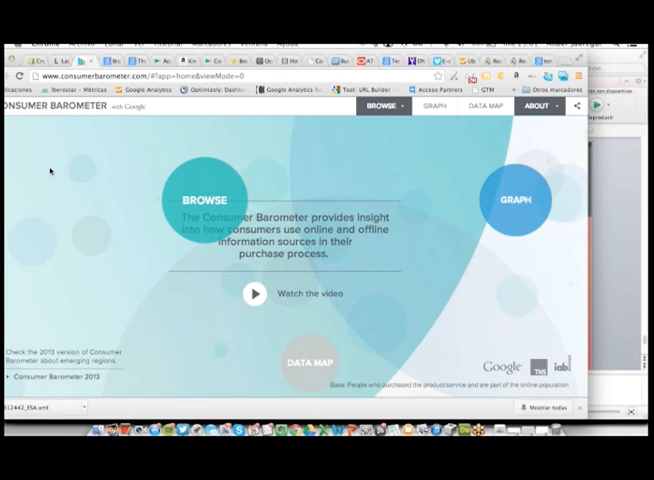 www.consumerbarometer.com/#?app=home&viewMode=0
Iberostar - Métricas
Google Analytics
Optimizely: Dashb
Google Analytics
Tool: URL Builder
Acceso Partners
GTM
Otros marcadores
CONSUMER BAROMETER with Google
BROWSE
GRAPH
DATA MAP
ABOUT
BROWSE
GRAPH
The Consumer Barometer provides insight
into how consumers use online and offline
information sources in their
purchase process.
Watch the video
DATA MAP
Check the 2013 version of Consumer
Barometer about emerging regions.
Consumer Barometer 2013
Google
TNS
iab
Base: People who purchased the product/service and are part of the online population
312442_ESA.xml
Mostrar todas